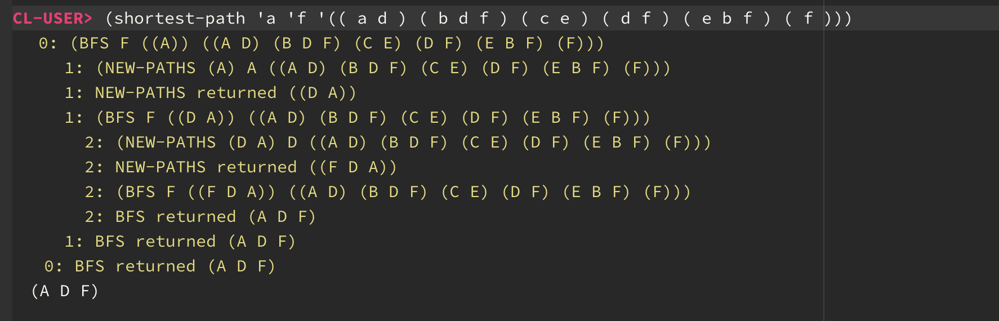 CL-USER> (shortest-path 'a 'f '(( a d ) ( b d f ) ( c e ) ( d f ) ( e b f ) ( f )))
0: (BFS F ((A)) ((A D) (B D F) (C E) (D F) (E B F) (F)))
1: (NEW-PATHS (A) A ((A D) (B D F) (C E) (D F) (E B F) (F)))
1: NEW-PATHS returned ((D A))
1: (BFS F ((D A)) ((A D) (B D F) (C E) (D F) (E B F) (F)))
2: (NEW-PATHS (D A) D ((A D) (B D F) (C E) (D F) (E B F) (F)))
2: NEW-PATHS returned ((F D A))
2: (BFS F ((F D A)) ((A D) (B D F) (C E) (D F) (E B F) (F)))
2: BFS returned (A D F)
1: BFS returned (A D F)
0: BFS returned (A D F)
(A D F)